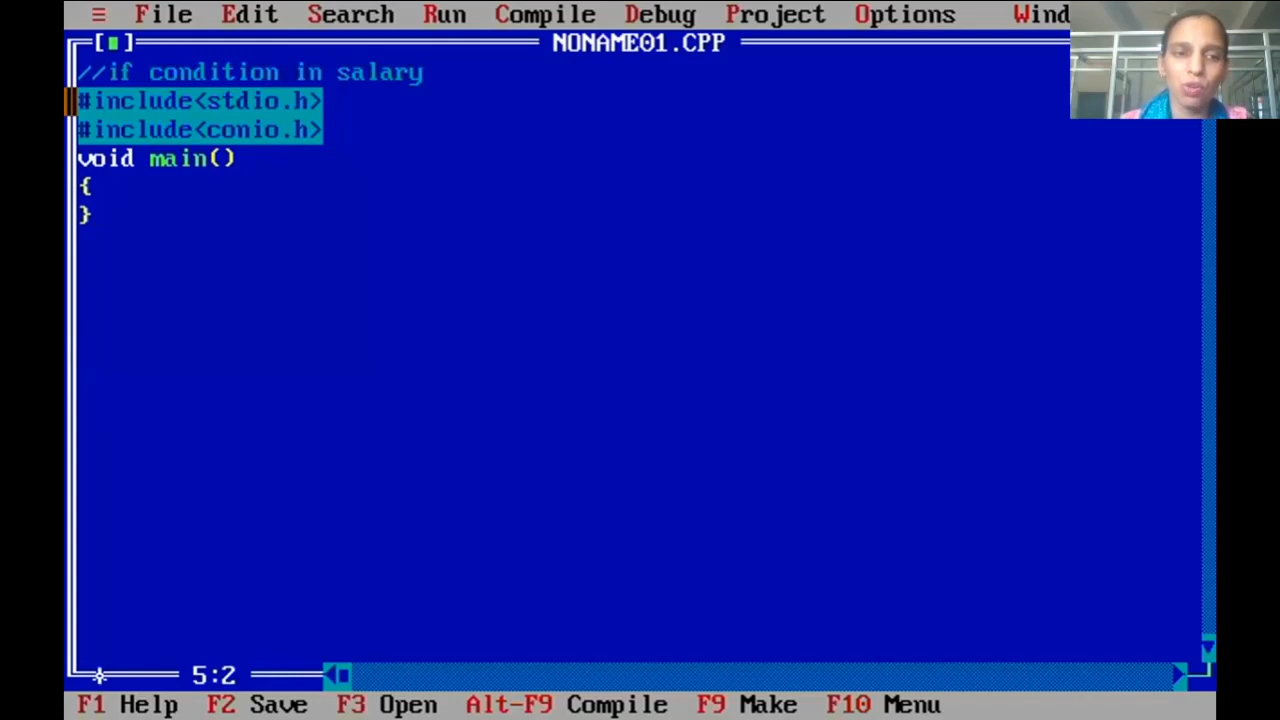 ≡ File Edit Search Run Compile Debug Project Options Wind
[■] NONAME01.CPP
//if condition in salary
#include<stdio.h>
#include<conio.h>
void main()
{
}
5:2
F1 Help F2 Save F3 Open Alt-F9 Compile F9 Make F10 Menu